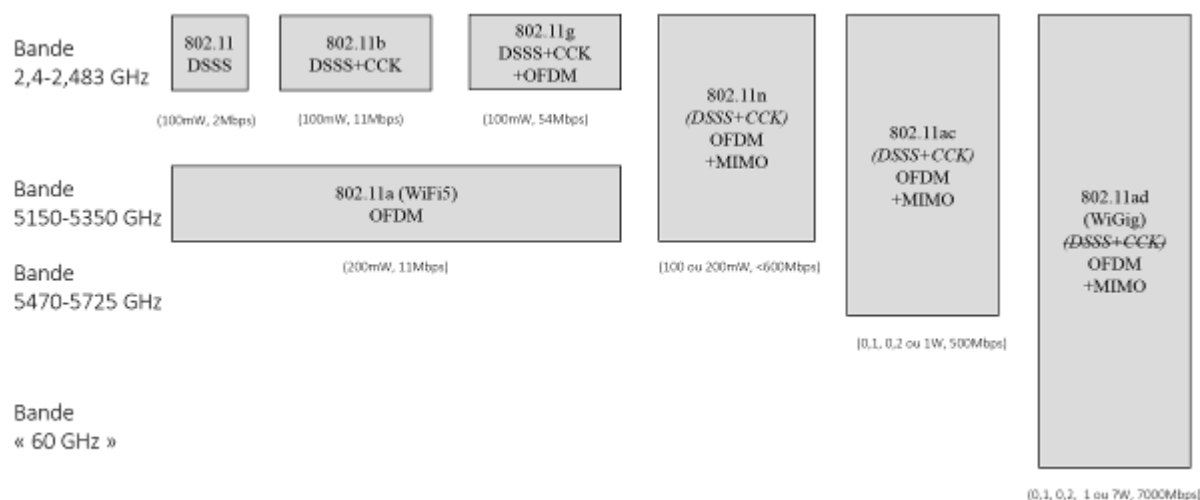 Bande
2,4-2,483 GHz
802.11
DSSS
(100mW, 2Mbps)
802.11b
DSSS+CCK
(100mW, 11Mbps)
802.11g
DSSS+CCK
+OFDM
(100mW, 54Mbps)
802.11n
(DSSS+CCK)
OFDM
+MIMO
(100 ou 200mW, <600Mbps)
802.11ac
(DSSS+CCK)
OFDM
+MIMO
(0,1, 0,2 ou 1W, 500Mbps)
802.11ad
(WiGig)
(DSSS+CCK)
OFDM
+MIMO
(0,1, 0,2, 1 ou 7W, 7000Mbps)
Bande
5150-5350 GHz
802.11a (WiFi5)
OFDM
(200mW, 11Mbps)
Bande
5470-5725 GHz
Bande
« 60 GHz »